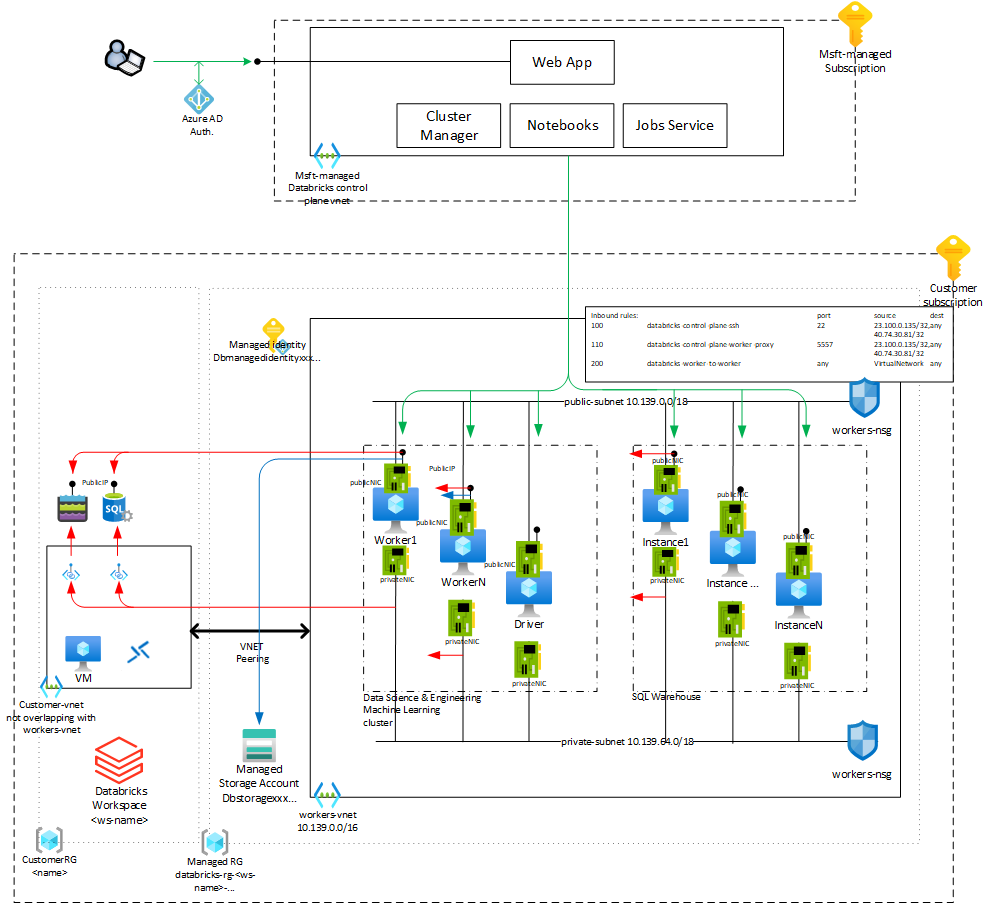 Msft-managed
Subscription
Web App
Cluster
Manager
Notebooks
Jobs Service
Azure AD
Auth.
Msft-managed
Databricks control
plane vnet
Customer
subscription
Inbound rules:
port
source
dest
100
databricks-control-plane-ssh
22
23.100.0.135/32,
any
40.74.30.81/32
110
databricks-control-plane-worker-proxy
5557
23.100.0.135/32,
any
40.74.30.81/32
200
databricks-worker-to-worker
any
VirtualNetwork
any
Managed identity
Dbmanagedidentityxxx...
public-subnet 10.139.0.0/18
workers-nsg
PublicIP
SQL
publicNIC
Worker1
privateNIC
PublicIP
publicNIC
WorkerN
privateNIC
publicNIC
Driver
privateNIC
publicNIC
Instance1
privateNIC
publicNIC
Instance ...
privateNIC
publicNIC
InstanceN
privateNIC
VNET
Peering
VM
Customer-vnet
not overlapping with
workers-vnet
Data Science & Engineering
Machine Learning
cluster
SQL Warehouse
private-subnet 10.139.64.0/18
workers-nsg
Managed
Storage Account
Dbstoragexxx...
Databricks
Workspace
<ws-name>
workers-vnet
10.139.0.0/16
CustomerRG
<name>
Managed RG
databricks-rg-<ws-
name>-...